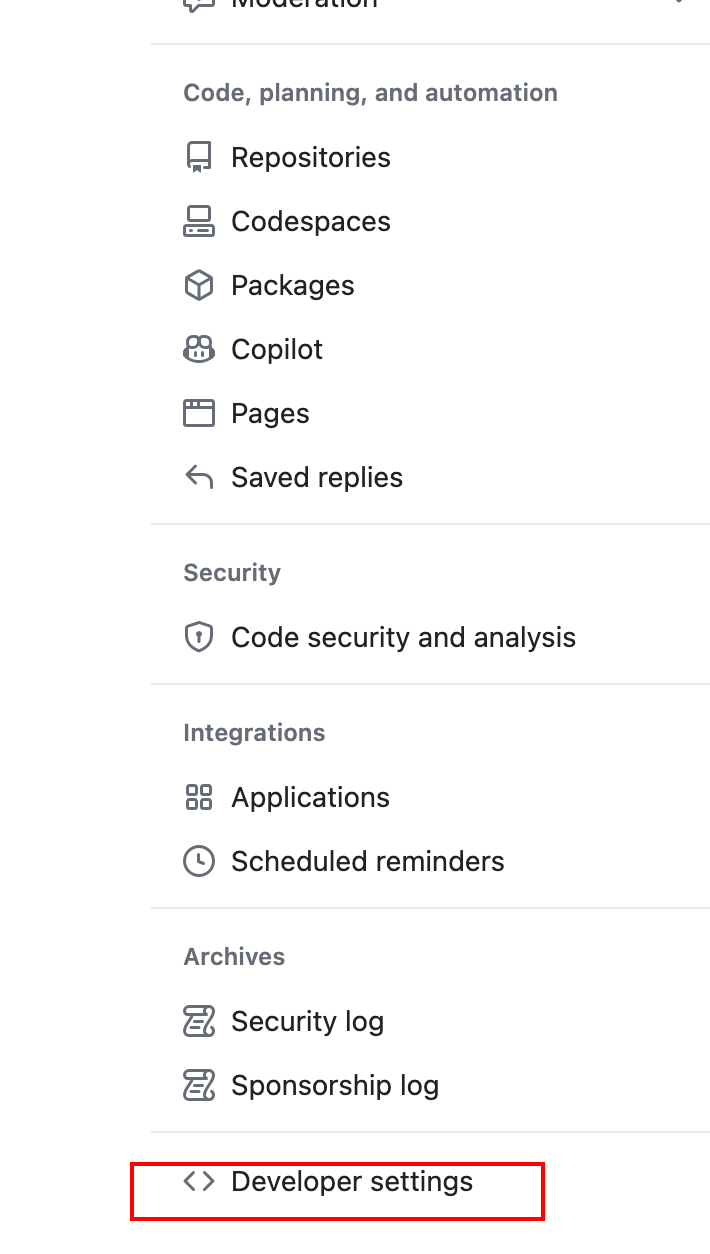 Moderation
Code, planning, and automation
Repositories
Codespaces
Packages
Copilot
Pages
Saved replies
Security
Code security and analysis
Integrations
Applications
Scheduled reminders
Archives
Security log
Sponsorship log
Developer settings